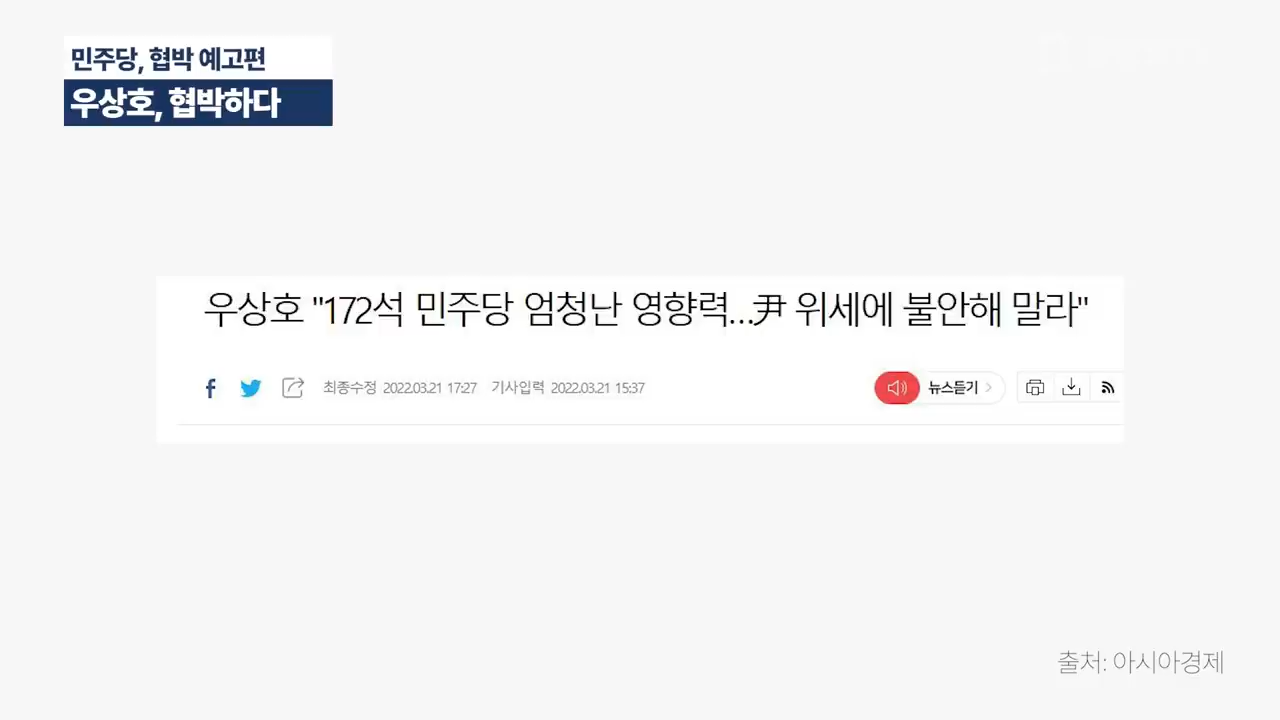 민주당, 협박 예고편
우상호, 협박하다
우상호 "172석 민주당 엄청난 영향력...尹 위세에 불안해 말라"
최종수정 2022.03.21 17:27 기사입력 2022.03.21 15:37
뉴스듣기
출처: 아시아경제